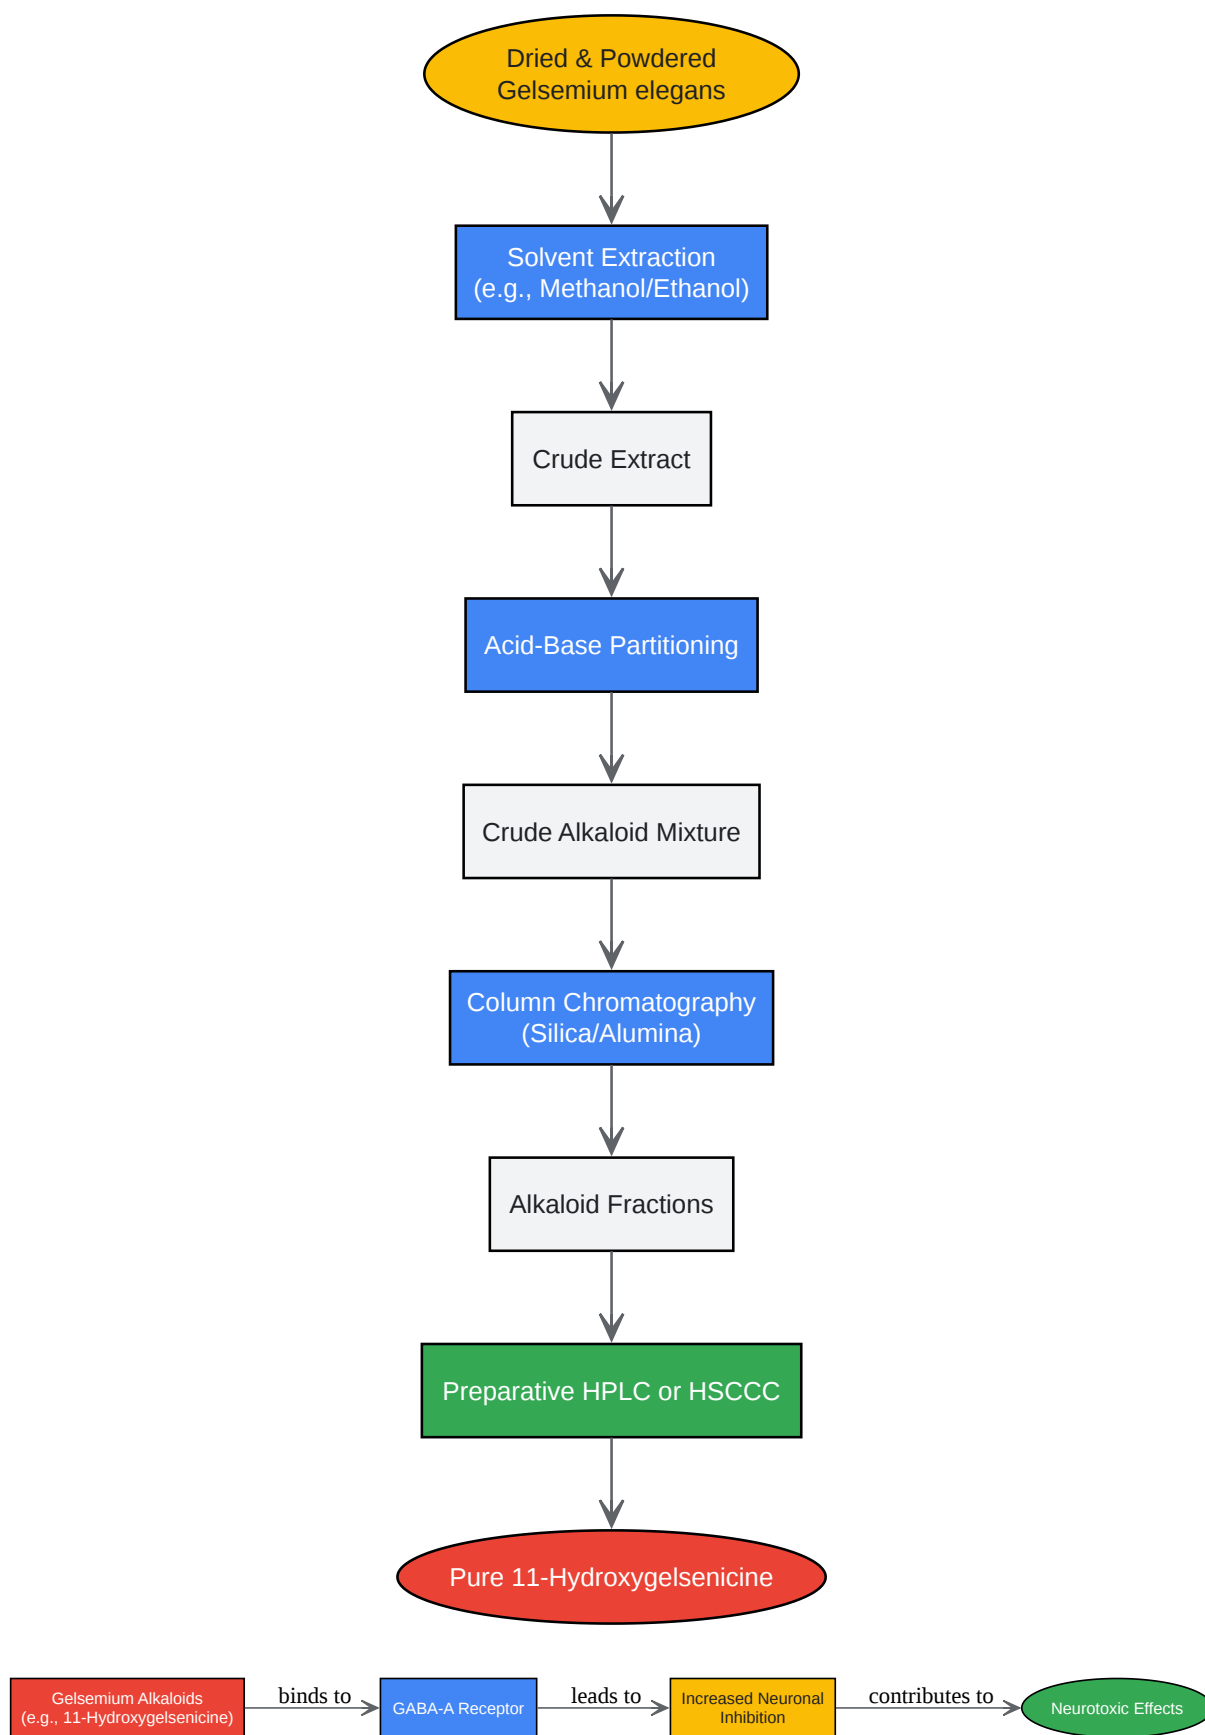 Dried & Powdered
Gelsemium elegans
Solvent Extraction
(e.g., Methanol/Ethanol)
Crude Extract
Acid-Base Partitioning
Crude Alkaloid Mixture
Column Chromatography
(Silica/Alumina)
Alkaloid Fractions
Preparative HPLC or HSCCC
Pure 11-Hydroxygelsenicine
Gelsemium Alkaloids
(e.g., 11-Hydroxygelsenicine)
binds to
GABA-A Receptor
leads to
Increased Neuronal
Inhibition
contributes to
Neurotoxic Effects